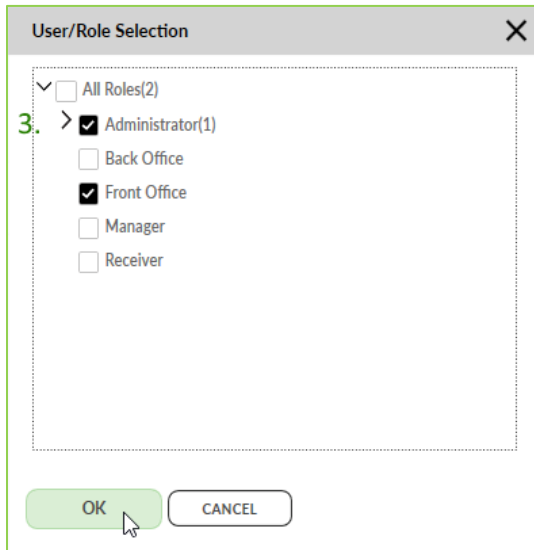 User/Role Selection
All Roles(2)
3. Administrator(1)
Back Office
Front Office
Manager
Receiver
OK CANCEL